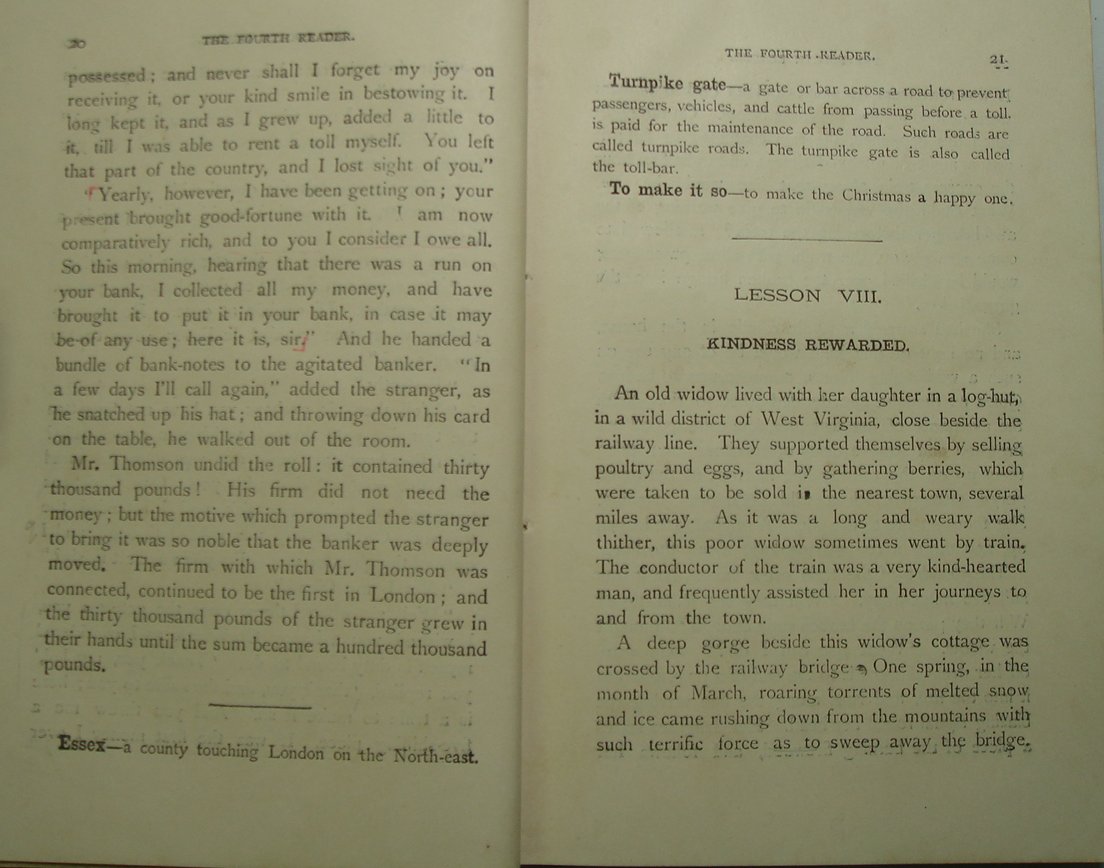 20
THE FOURTH READER.
possessed; and never shall I forget my joy on
receiving it, or your kind smile in bestowing it. I
long kept it, and as I grew up, added a little to
it, till I was able to rent a toll myself. You left
that part of the country, and I lost sight of you."
"Yearly, however, I have been getting on; your
present brought good-fortune with it. I am now
comparatively rich, and to you I consider I owe all.
So this morning, hearing that there was a run on
your bank, I collected all my money, and have
brought it to put it in your bank, in case it may
be of any use; here it is, sir." And he handed a
bundle of bank-notes to the agitated banker. "In
a few days I'll call again," added the stranger, as
he snatched up his hat; and throwing down his card
on the table, he walked out of the room.
Mr. Thomson undid the roll: it contained thirty
thousand pounds! His firm did not need the
money; but the motive which prompted the stranger
to bring it was so noble that the banker was deeply
moved. The firm with which Mr. Thomson was
connected, continued to be the first in London; and
the thirty thousand pounds of the stranger grew in
their hands until the sum became a hundred thousand
pounds.
Essex—a county touching London on the North-east.
THE FOURTH READER.
21
Turnpike gate—a gate or bar across a road to prevent
passengers, vehicles, and cattle from passing before a toll
is paid for the maintenance of the road. Such roads are
called turnpike roads. The turnpike gate is also called
the toll-bar.
To make it so—to make the Christmas a happy one.
LESSON VIII.
KINDNESS REWARDED.
An old widow lived with her daughter in a log-hut,
in a wild district of West Virginia, close beside the
railway line. They supported themselves by selling
poultry and eggs, and by gathering berries, which
were taken to be sold in the nearest town, several
miles away. As it was a long and weary walk
thither, this poor widow sometimes went by train.
The conductor of the train was a very kind-hearted
man, and frequently assisted her in her journeys to
and from the town.
A deep gorge beside this widow's cottage was
crossed by the railway bridge. One spring, in the
month of March, roaring torrents of melted snow
and ice came rushing down from the mountains with
such terrific force as to sweep away the bridge.